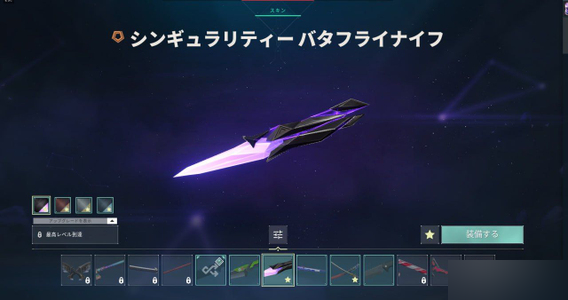 スキン
シンギュラリティー バタフライナイフ
最高レベル到達
装備する